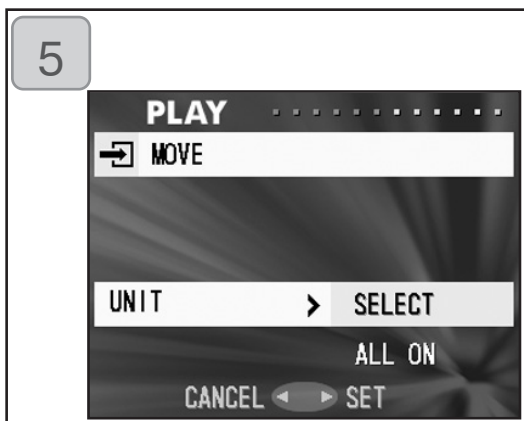 5
PLAY
MOVE
UNIT > SELECT
ALL ON
CANCEL ◄ ► SET